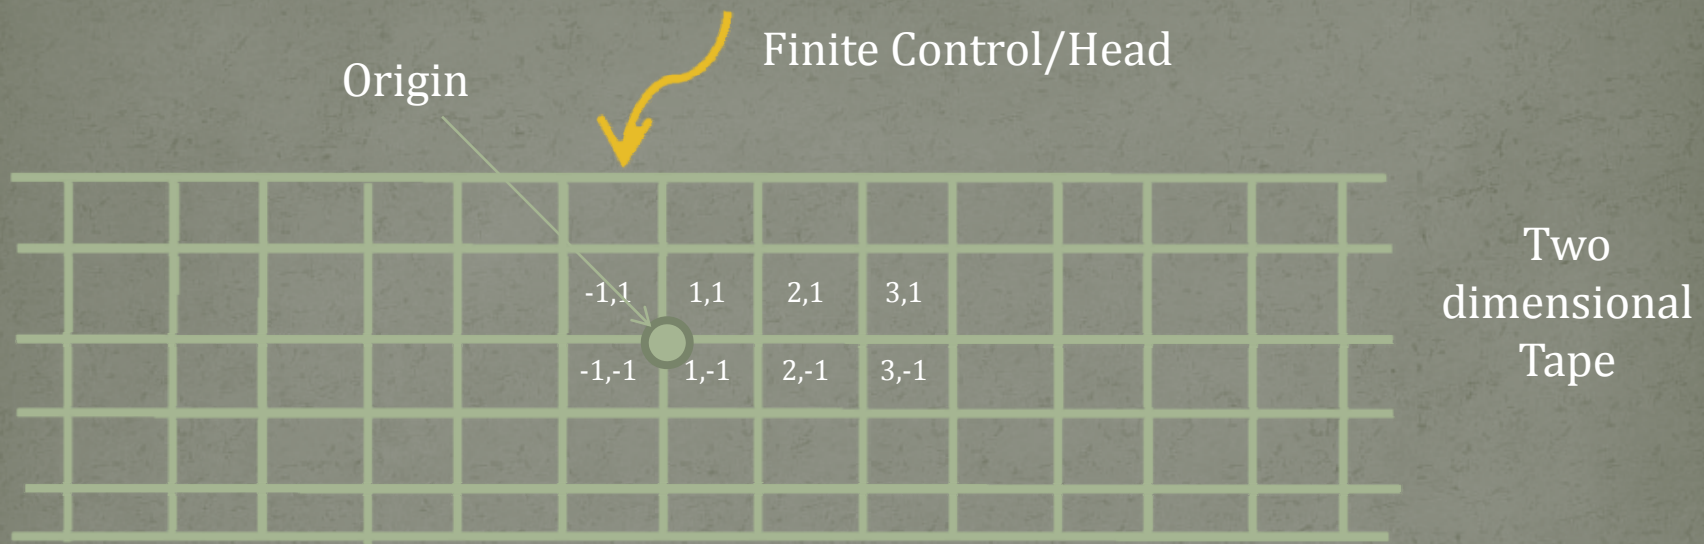 Finite Control/Head
Origin
-1,1 1,1 2,1 3,1
-1,-1 1,-1 2,-1 3,-1
Two
dimensional
Tape